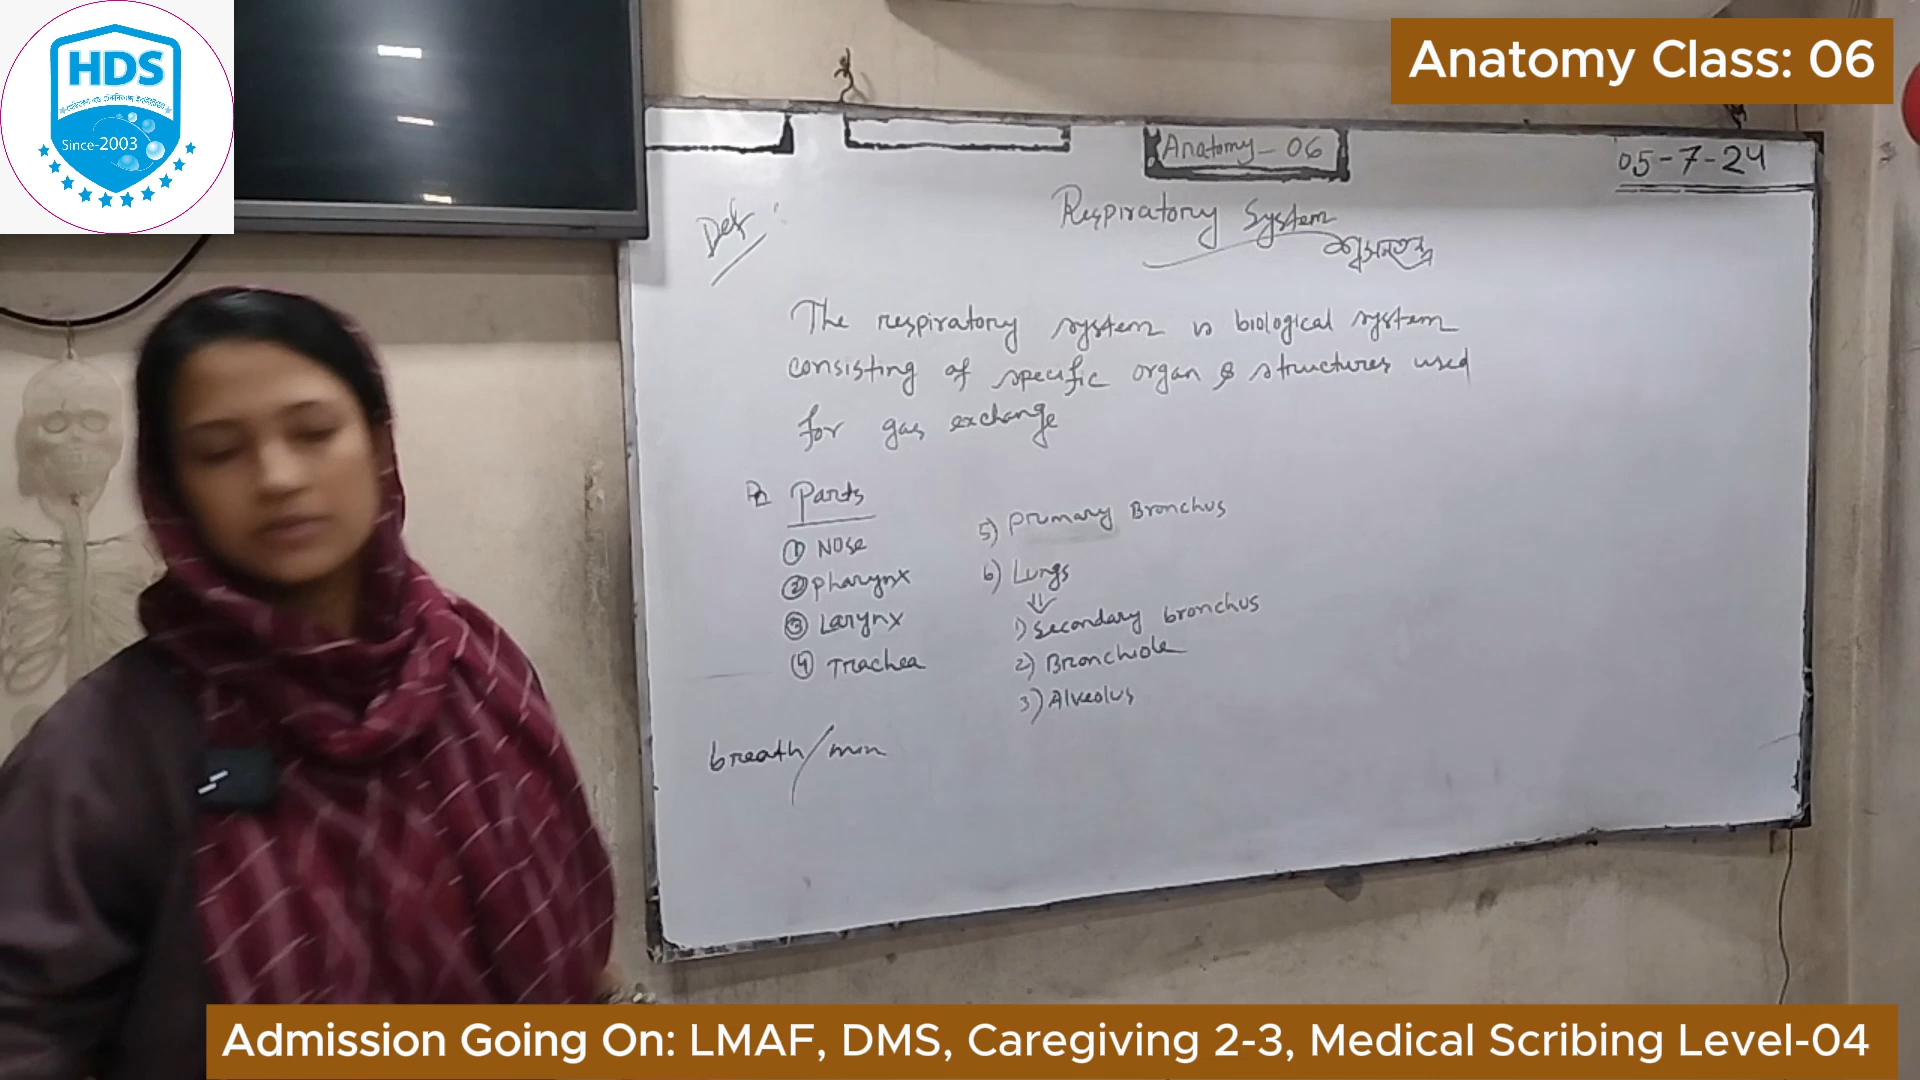 HDS
Since-2003
Anatomy Class: 06
Anatomy - 06
05-7-24
Def :
Respiratory System
শ্বসনতন্ত্র
The respiratory system is biological system
consisting of specific organ & structures used
for gas exchange
Parts
① Nose
② Pharynx
③ Larynx
④ Trachea
5) Primary Bronchus
6) Lungs
⇓
1) Secondary bronchus
2) Bronchiole
3) Alveolus
breath/min
Admission Going On: LMAF, DMS, Caregiving 2-3, Medical Scribing Level-04